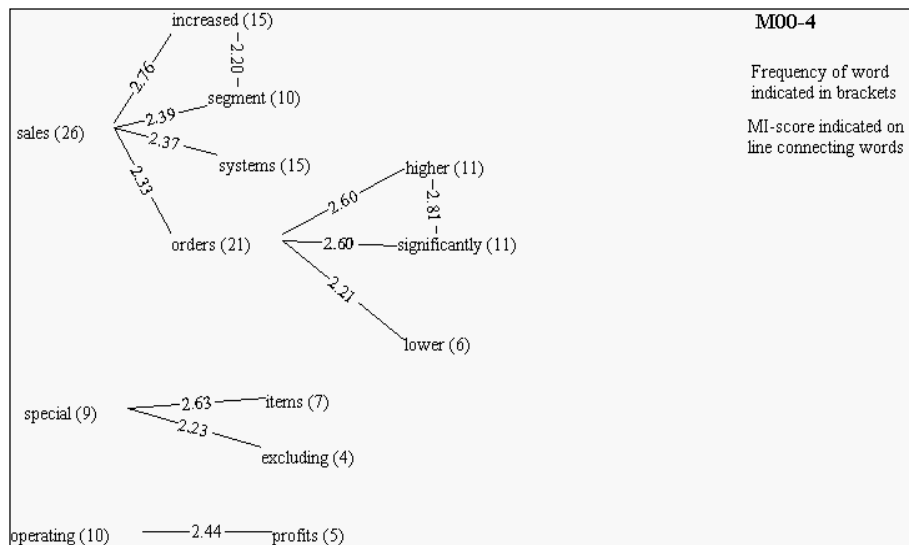 increased (15)
M00-4
2.76
2.20
Frequency of word
indicated in brackets
segment (10)
2.39
sales (26)
MI-score indicated on
line connecting words
2.37
systems (15)
higher (11)
2.33
2.60
2.81
orders (21)
2.60
significantly (11)
2.21
lower (6)
special (9)
2.63
items (7)
2.23
excluding (4)
operating (10)
2.44
profits (5)